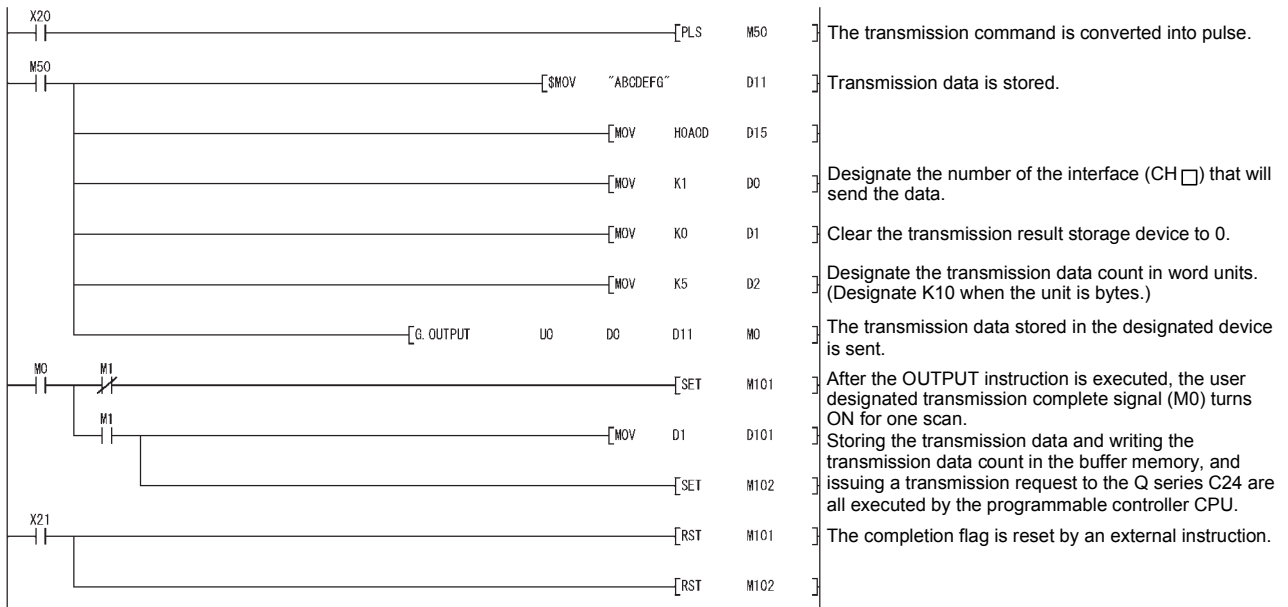 X20
[PLS M50 ] The transmission command is converted into pulse.
M50
[$MOV "ABCDEFG" D11 ] Transmission data is stored.
[MOV H0A0D D15 ]
[MOV K1 D0 ] Designate the number of the interface (CH□) that will
send the data.
[MOV K0 D1 ] Clear the transmission result storage device to 0.
[MOV K5 D2 ] Designate the transmission data count in word units.
(Designate K10 when the unit is bytes.)
[G.OUTPUT U0 D0 D11 M0 ] The transmission data stored in the designated device
is sent.
M0 M1
[SET M101 ] After the OUTPUT instruction is executed, the user
designated transmission complete signal (M0) turns
ON for one scan.
M1
[MOV D1 D101 ] Storing the transmission data and writing the
transmission data count in the buffer memory, and
[SET M102 ] issuing a transmission request to the Q series C24 are
all executed by the programmable controller CPU.
X21
[RST M101 ] The completion flag is reset by an external instruction.
[RST M102 ]